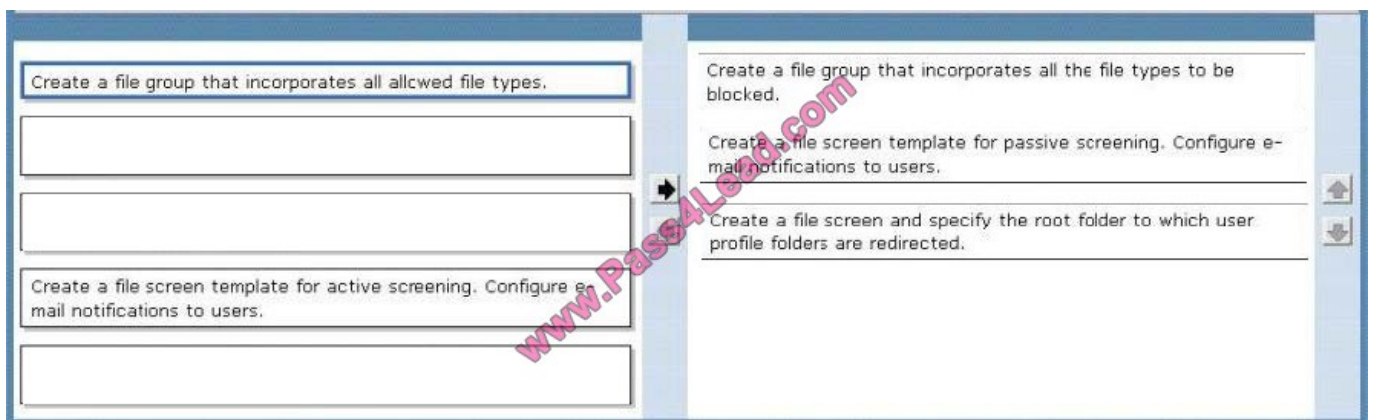 Create a file group that incorporates all allcwed file types.
Create a file screen template for active screening. Configure e-
mail notifications to users.
Create a file group that incorporates all the file types to be
blocked.
Create a file screen template for passive screening. Configure e-
mail notifications to users.
Create a file screen and specify the root folder to which user
profile folders are redirected.
www.Pass4Lead.com